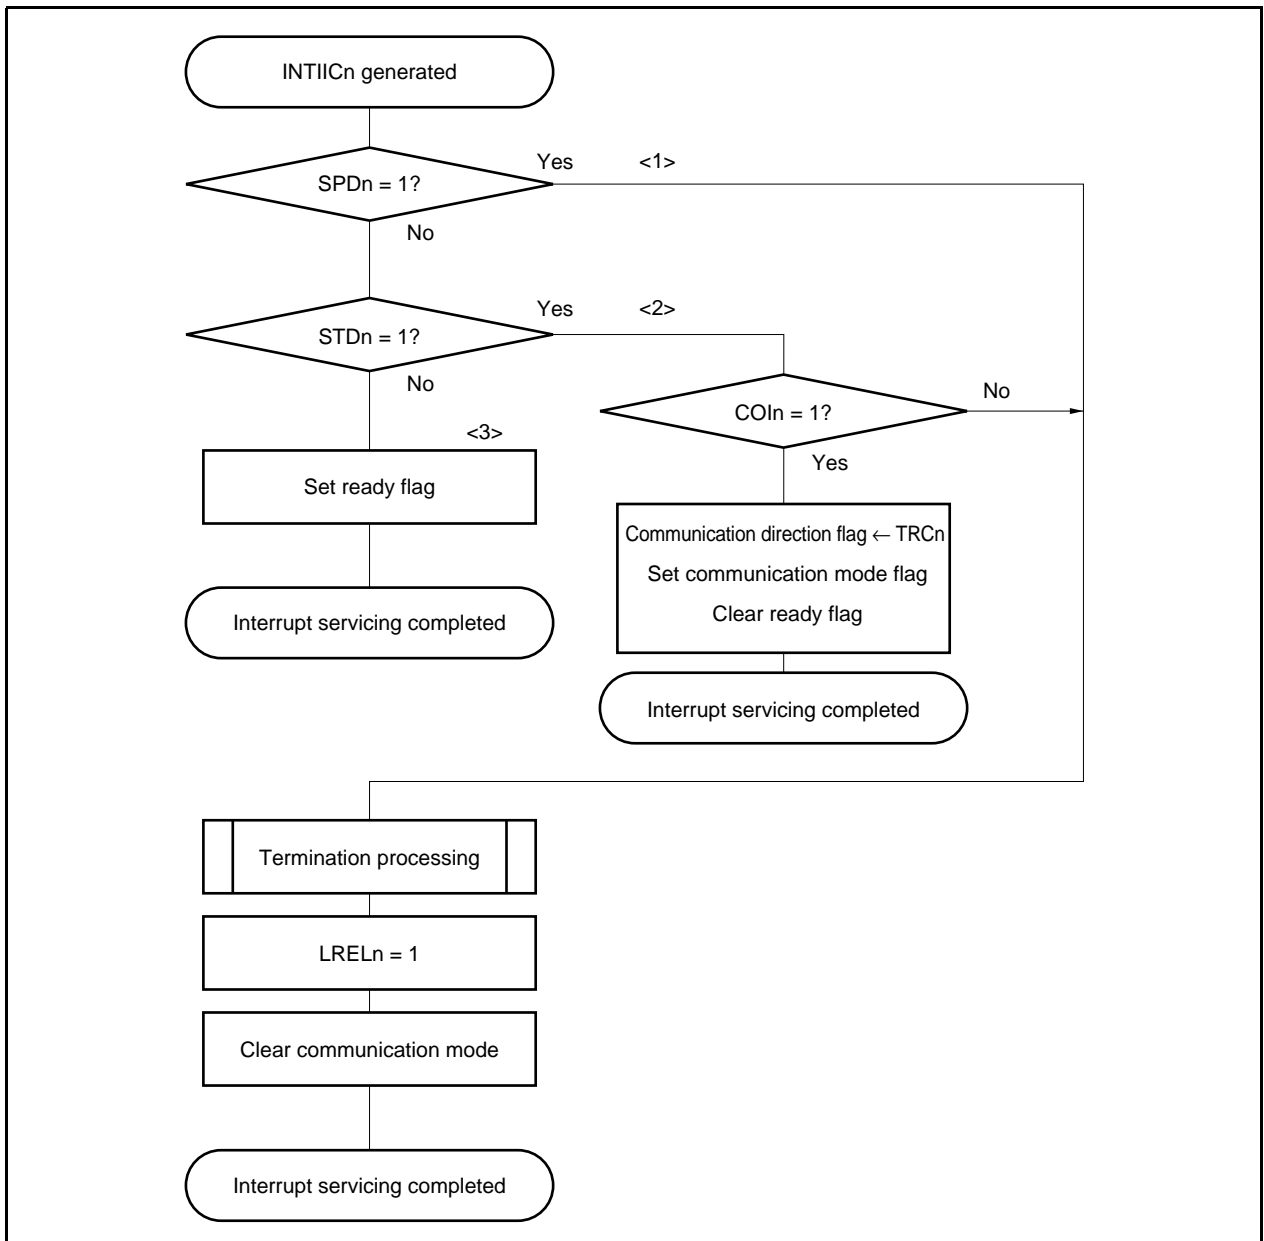 INTIICn generated
SPDn = 1?
Yes
<1>
No
STDn = 1?
Yes
<2>
No
COIn = 1?
No
Yes
<3>
Set ready flag
Interrupt servicing completed
Communication direction flag ← TRCn
Set communication mode flag
Clear ready flag
Interrupt servicing completed
Termination processing
LRELn = 1
Clear communication mode
Interrupt servicing completed